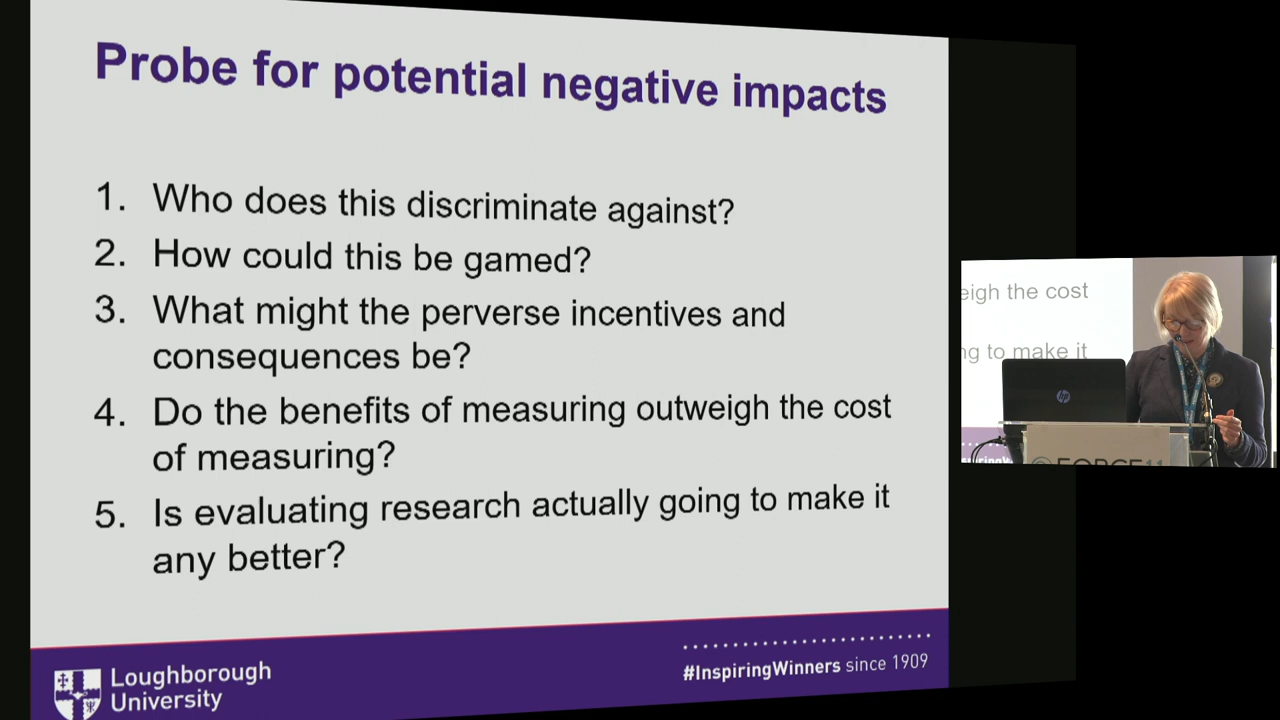 Probe for potential negative impacts
1. Who does this discriminate against?
2. How could this be gamed?
3. What might the perverse incentives and
consequences be?
4. Do the benefits of measuring outweigh the cost
of measuring?
5. Is evaluating research actually going to make it
any better?
Loughborough
University
#InspiringWinners since 1909
eigh the cost
ng to make it
hp
FORCE11